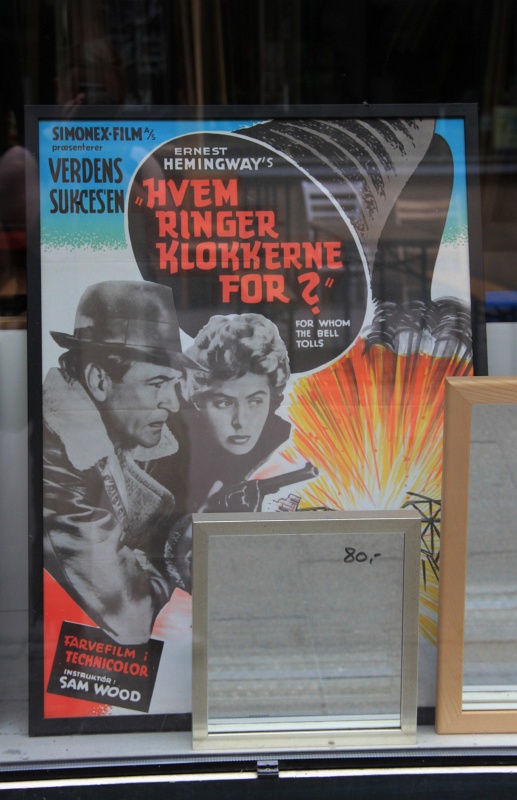 SIMONEX-FILM A/S
præsenterer
VERDENS
SUKCES'EN
ERNEST
HEMINGWAY'S
"HVEM
RINGER
KLOKKERNE
FOR?"
FOR WHOM
THE BELL
TOLLS
80,-
FARVEFILM i
TECHNICOLOR
INSTRUKTØR:
SAM WOOD